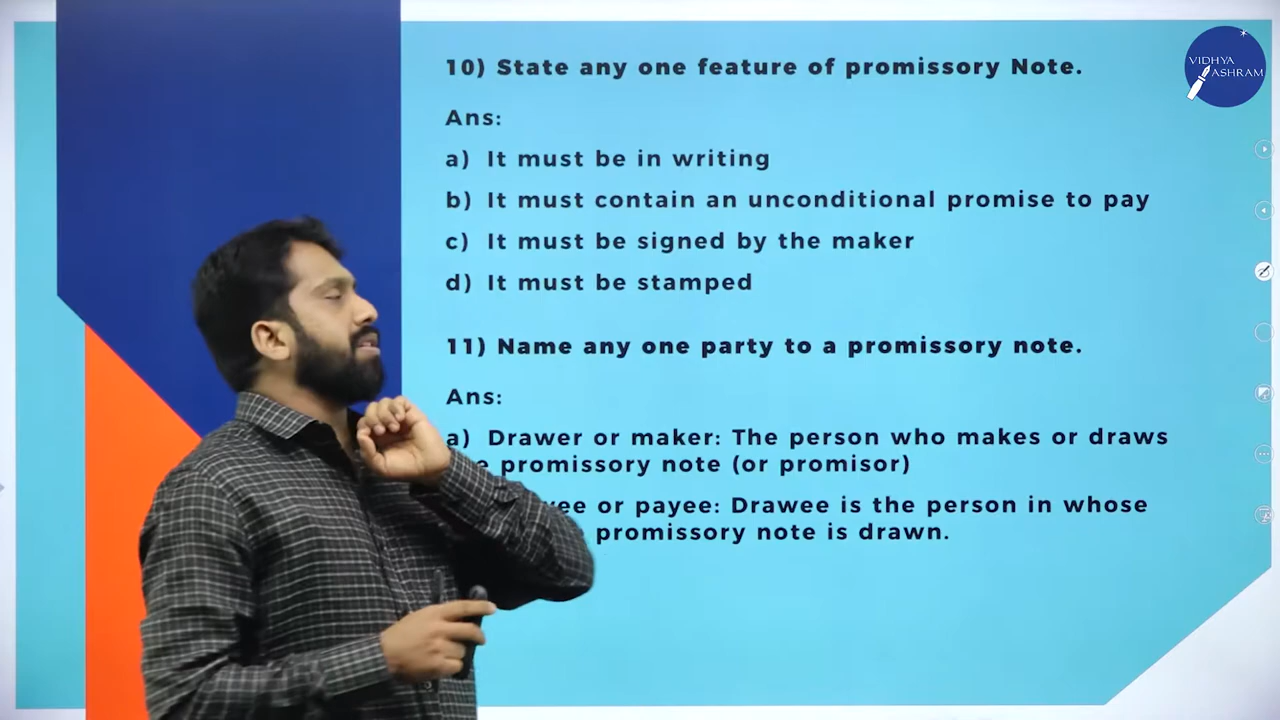 VIDHYA
ASHRAM
10) State any one feature of promissory Note.
Ans:
a) It must be in writing
b) It must contain an unconditional promise to pay
c) It must be signed by the maker
d) It must be stamped
11) Name any one party to a promissory note.
Ans:
a) Drawer or maker: The person who makes or draws
promissory note (or promisor)
or payee: Drawee is the person in whose
promissory note is drawn.